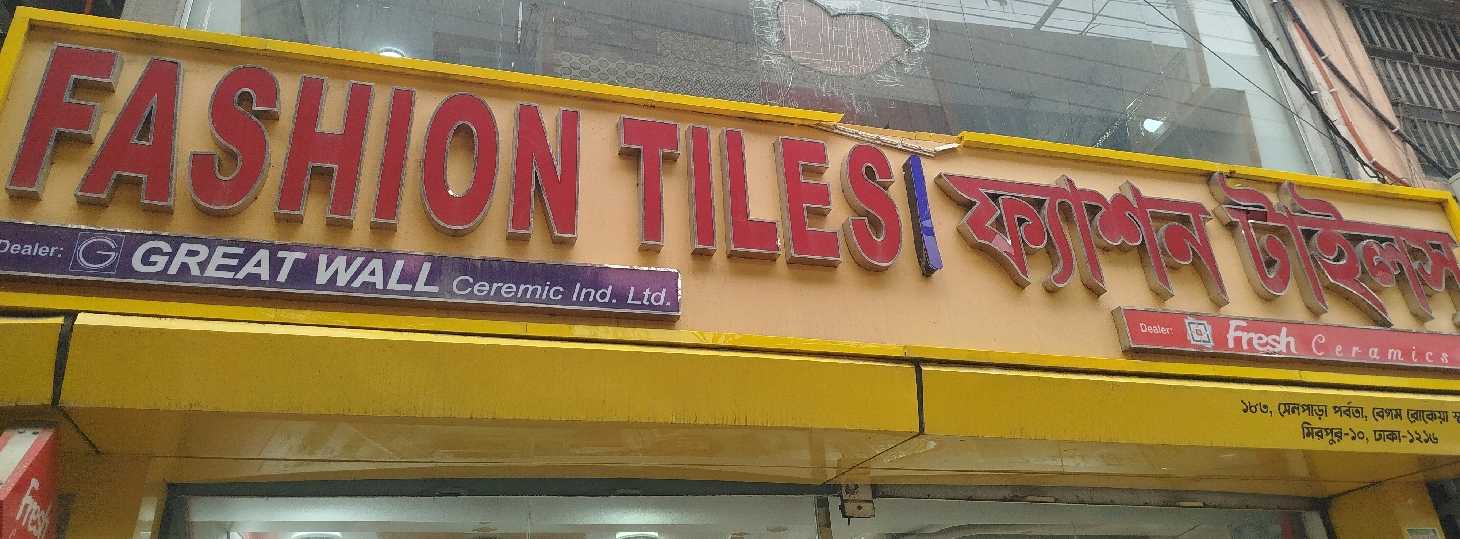 FASHION TILES ফ্যাশন টাইলস
Dealer: G GREAT WALL Ceremic Ind. Ltd.
Dealer: Fresh Ceramics
১৮৩, সেনপাড়া পর্বতা, বেগম রোকেয়া
মিরপুর-১০, ঢাকা-১২১৬
Fresh